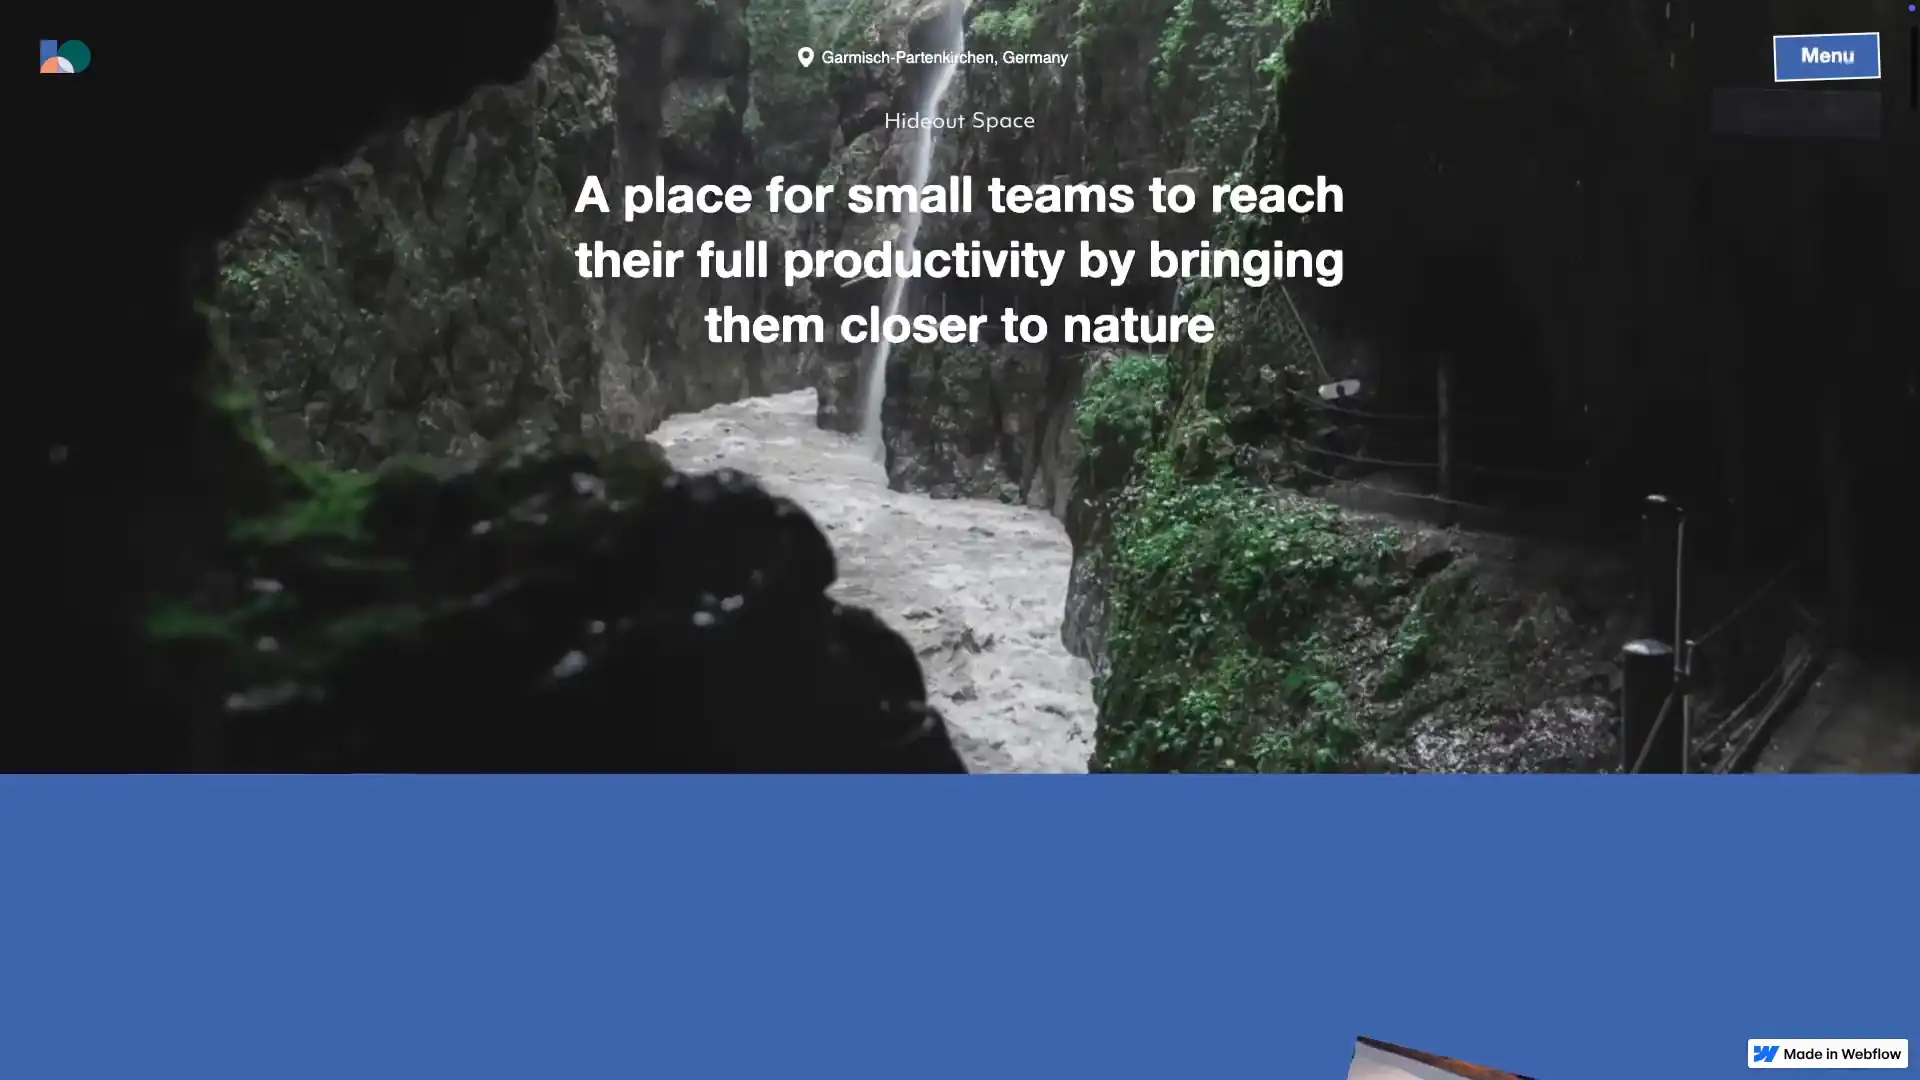 Garmisch-Partenkirchen, Germany
Menu
Hideout Space
A place for small teams to reach
their full productivity by bringing
them closer to nature
Made in Webflow